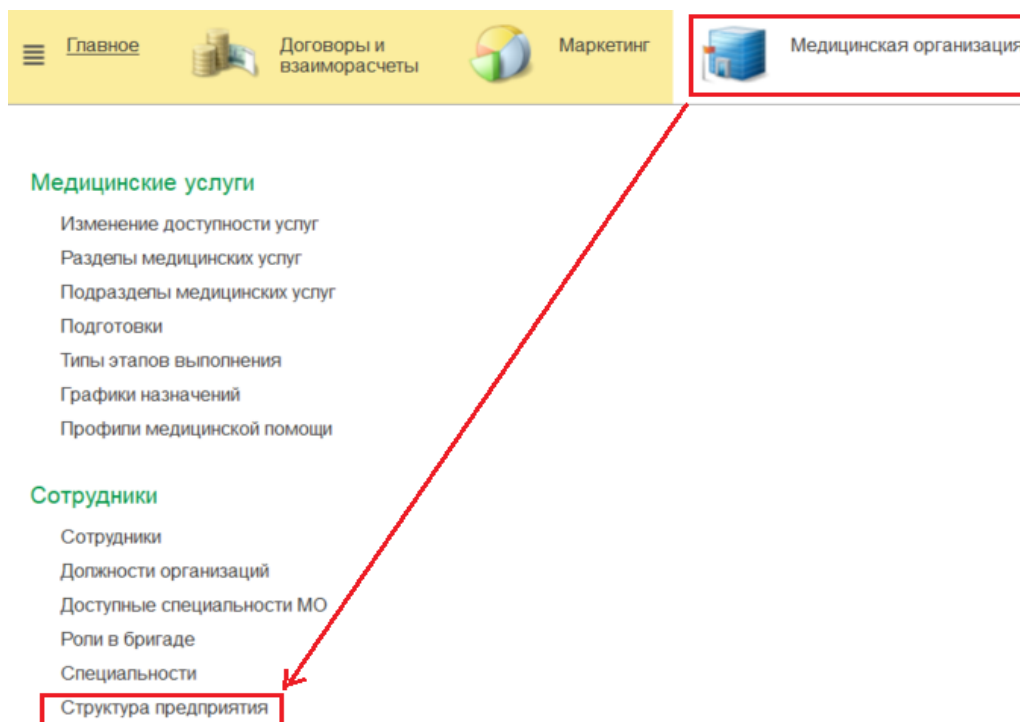 Главное
Договоры и
взаиморасчеты
Маркетинг
Медицинская организация
Медицинские услуги
Изменение доступности услуг
Разделы медицинских услуг
Подразделы медицинских услуг
Подготовки
Типы этапов выполнения
Графики назначений
Профили медицинской помощи
Сотрудники
Сотрудники
Должности организаций
Доступные специальности МО
Роли в бригаде
Специальности
Структура предприятия